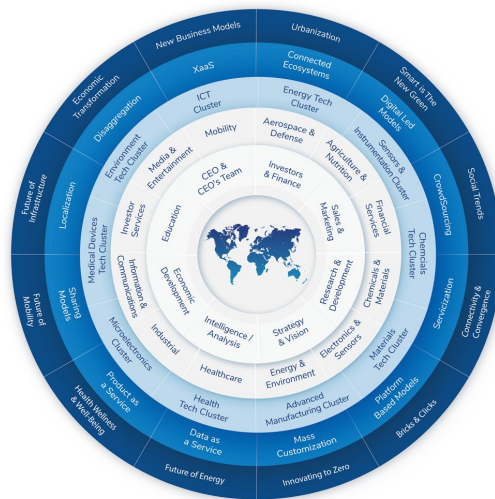 New Business Models
Urbanization
Smart is The
New Green
Social Trends
Connectivity &
Convergence
Bricks & Clicks
Innovating to Zero
Future of Energy
Health Wellness
& Well-Being
Future of
Mobility
Future of
Infrastructure
Economic
Transformation
XaaS
Connected
Ecosystems
Digital Led
Models
CrowdSourcing
Servicization
Platform
Based Models
Mass
Customization
Data as
a Service
Product as
a Service
Sharing
Models
Localization
Disaggregation
ICT
Cluster
Energy Tech
Cluster
Sensors &
Instrumentation Cluster
Chemcials
Tech Cluster
Materials
Tech Cluster
Advanced
Manufacturing Cluster
Health
Tech Cluster
Microelectronics
Cluster
Medical Devices
Tech Cluster
Environment
Tech Cluster
Mobility
Aerospace &
Defense
Agriculture &
Nutrition
Financial
Services
Chemicals &
Materials
Electronics &
Sensors
Energy &
Environment
Healthcare
Industrial
Information &
Communications
Investor
Services
Media &
Entertainment
CEO &
CEO's Team
Investors
& Finance
Sales &
Marketing
Research &
Development
Strategy
& Vision
Intelligence /
Analysis
Economic
Development
Education